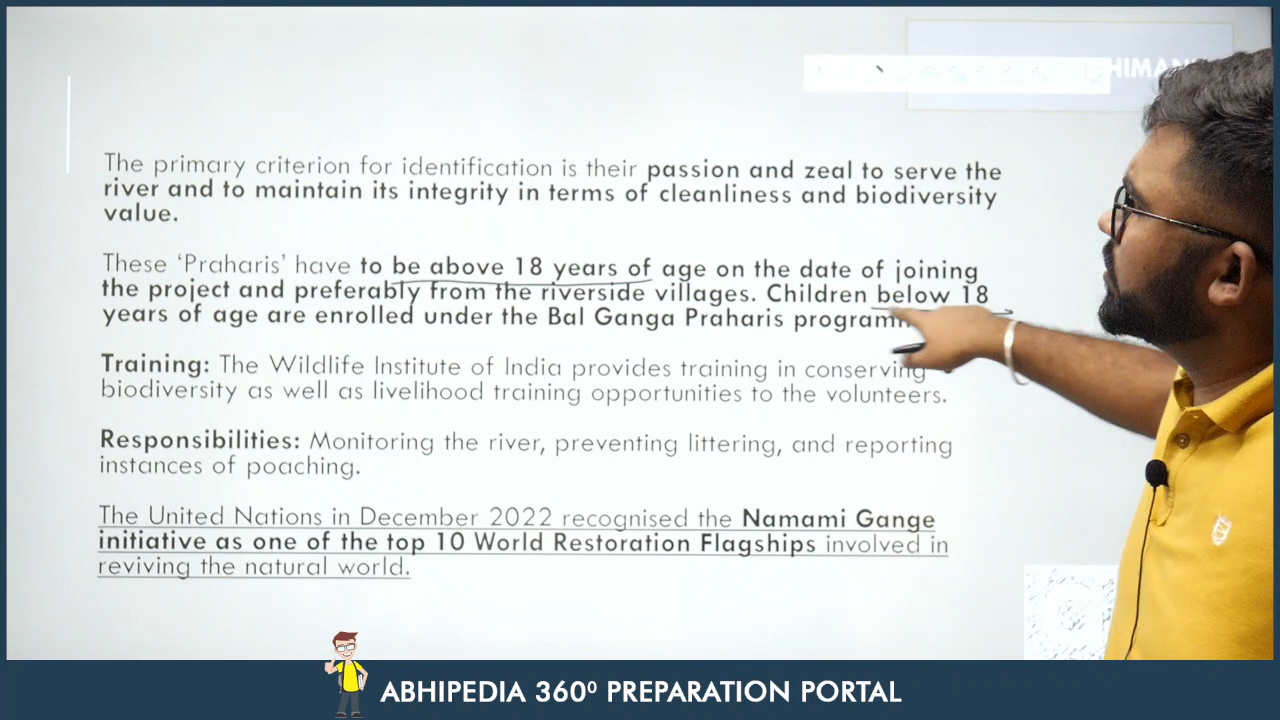 The primary criterion for identification is their passion and zeal to serve the
river and to maintain its integrity in terms of cleanliness and biodiversity
value.
These ‘Praharis’ have to be above 18 years of age on the date of joining
the project and preferably from the riverside villages. Children below 18
years of age are enrolled under the Bal Ganga Praharis
Training: The Wildlife Institute of India provides training in conserving
biodiversity as well as livelihood training opportunities to the volunteers.
Responsibilities: Monitoring the river, preventing littering, and reporting
instances of poaching.
The United Nations in December 2022 recognised the Namami Gange
initiative as one of the top 10 World Restoration Flagships involved in
reviving the natural world.
ABHIPEDIA 360⁰ PREPARATION PORTAL